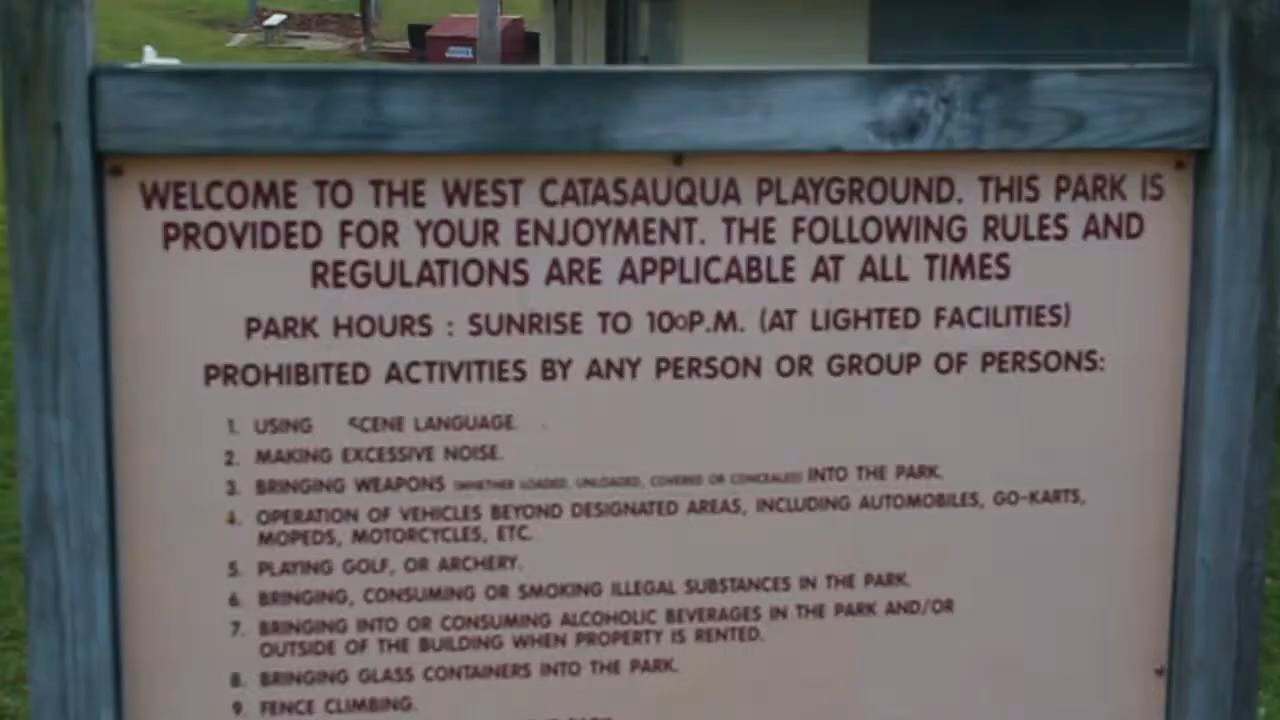 WELCOME TO THE WEST CATASAUQUA PLAYGROUND. THIS PARK IS
PROVIDED FOR YOUR ENJOYMENT. THE FOLLOWING RULES AND
REGULATIONS ARE APPLICABLE AT ALL TIMES
PARK HOURS : SUNRISE TO 10:00P.M. (AT LIGHTED FACILITIES)
PROHIBITED ACTIVITIES BY ANY PERSON OR GROUP OF PERSONS:
1. USING SCENE LANGUAGE.
2. MAKING EXCESSIVE NOISE.
3. BRINGING WEAPONS (WHETHER LOADED, UNLOADED, COVERED OR CONCEALED) INTO THE PARK.
4. OPERATION OF VEHICLES BEYOND DESIGNATED AREAS, INCLUDING AUTOMOBILES, GO-KARTS,
MOPEDS, MOTORCYCLES, ETC.
5. PLAYING GOLF, OR ARCHERY.
6. BRINGING, CONSUMING OR SMOKING ILLEGAL SUBSTANCES IN THE PARK.
7. BRINGING INTO OR CONSUMING ALCOHOLIC BEVERAGES IN THE PARK AND/OR
OUTSIDE OF THE BUILDING WHEN PROPERTY IS RENTED.
8. BRINGING GLASS CONTAINERS INTO THE PARK.
9. FENCE CLIMBING.